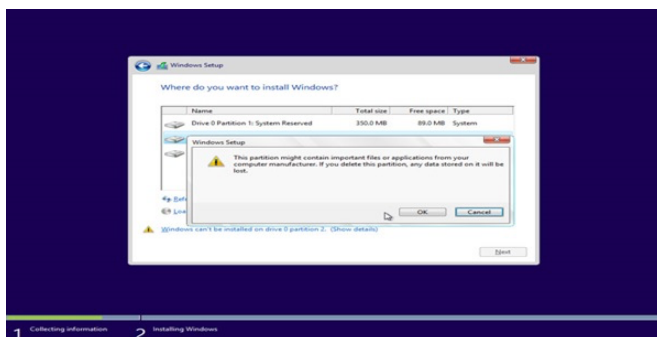 Windows Setup
Where do you want to install Windows?
Name Total size Free space Type
Drive 0 Partition 1: System Reserved 350.0 MB 89.0 MB System
Windows Setup
This partition might contain important files or applications from your
computer manufacturer. If you delete this partition, any data stored on it will be
lost.
OK Cancel
Windows can't be installed on drive 0 partition 2. (Show details)
Next
1 Collecting information 2 Installing Windows